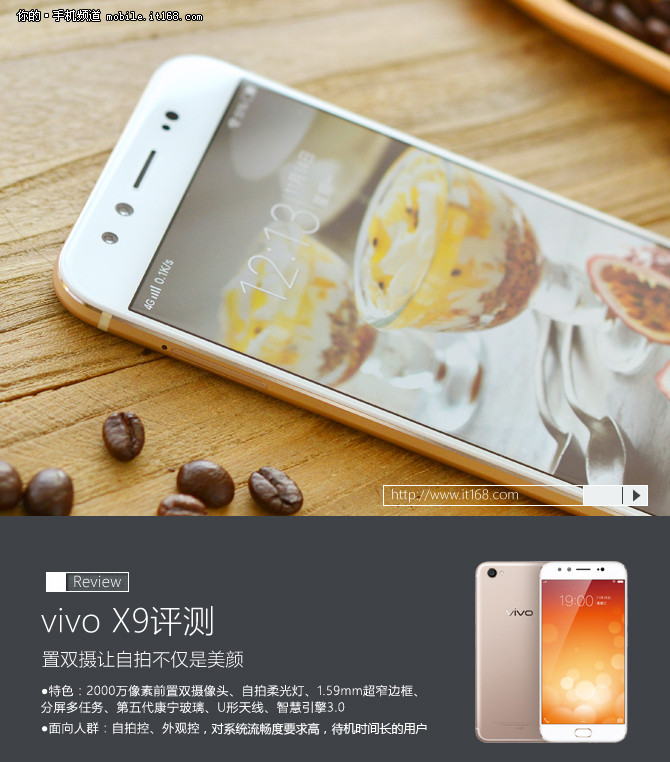 你的·手机频道 mobile.it168.com
12:13
4G 0.1K/s
http://www.it168.com
Review
vivo X9评测
置双摄让自拍不仅是美颜
●特色：2000万像素前置双摄像头、自拍柔光灯、1.59mm超窄边框、
分屏多任务、第五代康宁玻璃、U形天线、智慧引擎3.0
●面向人群：自拍控、外观控，对系统流畅度要求高，待机时间长的用户
vivo
19:00